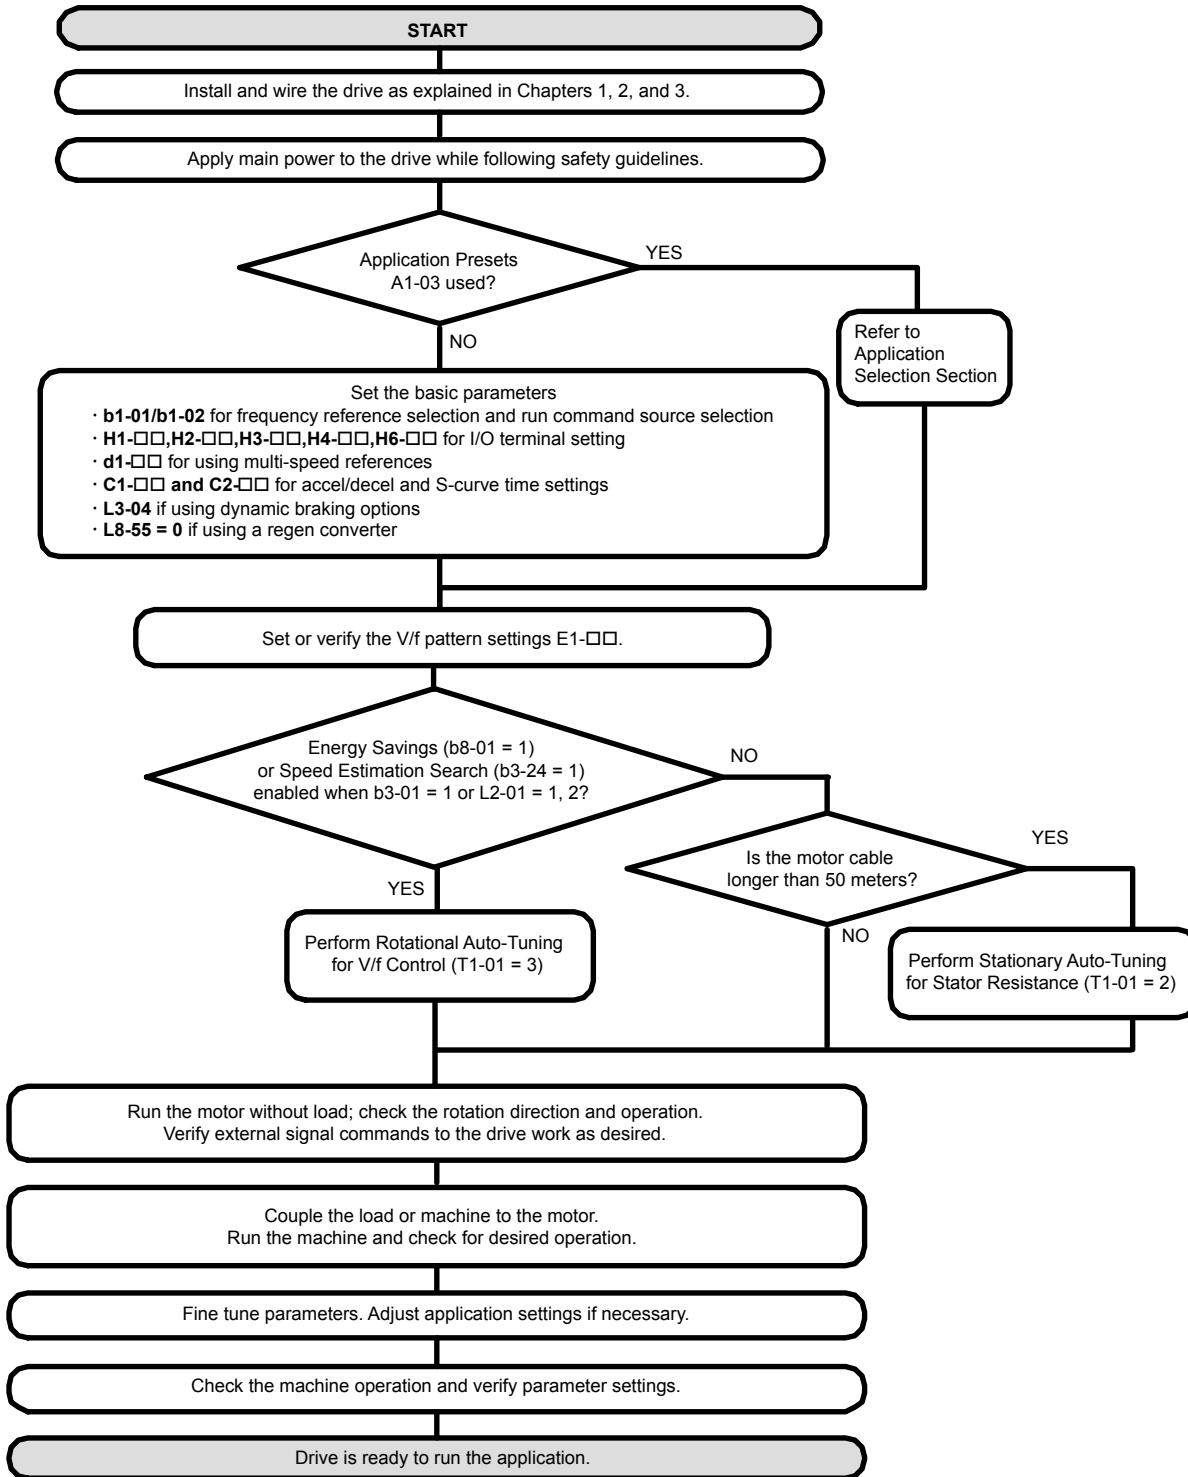 START
Install and wire the drive as explained in Chapters 1, 2, and 3.
Apply main power to the drive while following safety guidelines.
Application Presets
A1-03 used?
YES
NO
Refer to
Application
Selection Section
Set the basic parameters
· b1-01/b1-02 for frequency reference selection and run command source selection
· H1-□□,H2-□□,H3-□□,H4-□□,H6-□□ for I/O terminal setting
· d1-□□ for using multi-speed references
· C1-□□ and C2-□□ for accel/decel and S-curve time settings
· L3-04 if using dynamic braking options
· L8-55 = 0 if using a regen converter
Set or verify the V/f pattern settings E1-□□.
Energy Savings (b8-01 = 1)
or Speed Estimation Search (b3-24 = 1)
enabled when b3-01 = 1 or L2-01 = 1, 2?
NO
YES
Is the motor cable
longer than 50 meters?
YES
NO
Perform Rotational Auto-Tuning
for V/f Control (T1-01 = 3)
Perform Stationary Auto-Tuning
for Stator Resistance (T1-01 = 2)
Run the motor without load; check the rotation direction and operation.
Verify external signal commands to the drive work as desired.
Couple the load or machine to the motor.
Run the machine and check for desired operation.
Fine tune parameters. Adjust application settings if necessary.
Check the machine operation and verify parameter settings.
Drive is ready to run the application.